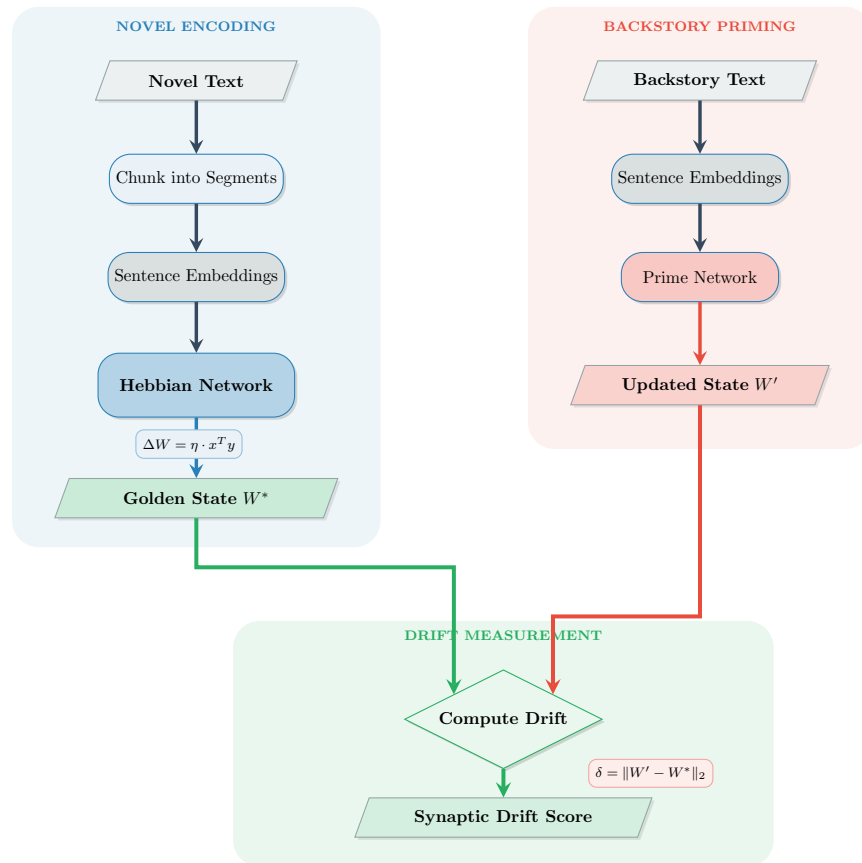 NOVEL ENCODING
Novel Text
Chunk into Segments
Sentence Embeddings
Hebbian Network
ΔW = η · xᵀy
Golden State W*
BACKSTORY PRIMING
Backstory Text
Sentence Embeddings
Prime Network
Updated State W′
DRIFT MEASUREMENT
Compute Drift
δ = ‖W′ − W*‖₂
Synaptic Drift Score